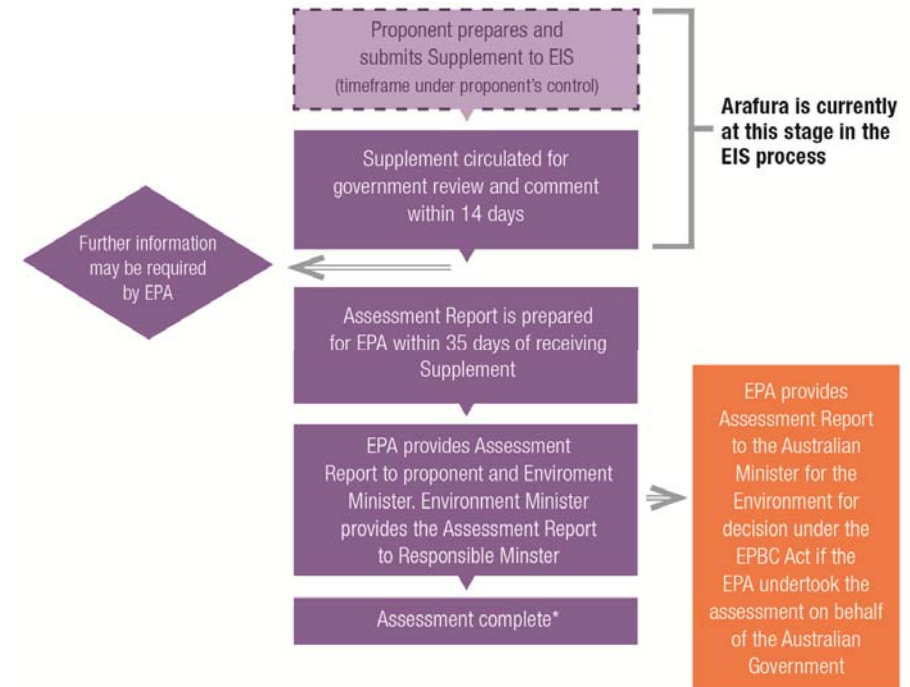 Proponent prepares and
submits Supplement to EIS
(timeframe under proponent's control)
Arafura is currently
at this stage in the
EIS process
Supplement circulated for
government review and comment
within 14 days
Further information
may be required
by EPA
Assessment Report is prepared
for EPA within 35 days of receiving
Supplement
EPA provides Assessment
Report to proponent and Enviroment
Minister. Environment Minister
provides the Assessment Report
to Responsible Minster
EPA provides
Assessment Report
to the Australian
Minister for the
Environment for
decision under the
EPBC Act if the
EPA undertook the
assessment on behalf
of the Australian
Government
Assessment complete*